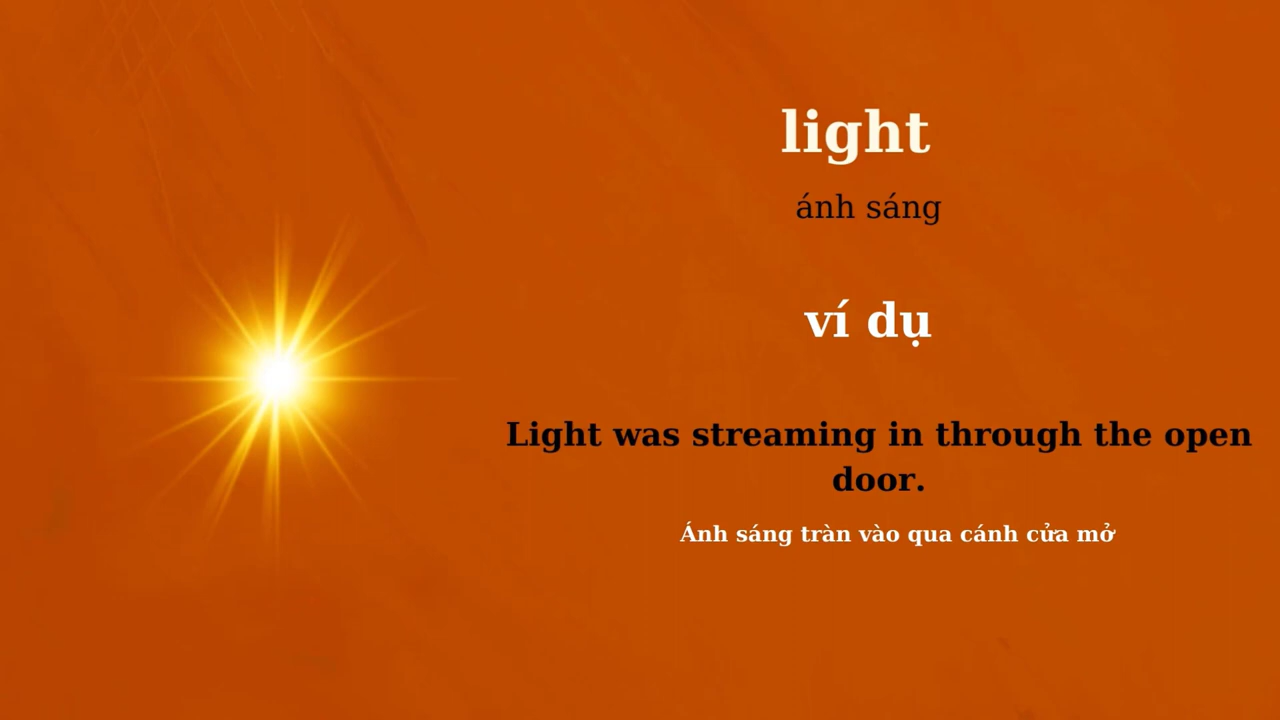 light
ánh sáng
ví dụ
Light was streaming in through the open
door.
Ánh sáng tràn vào qua cánh cửa mở